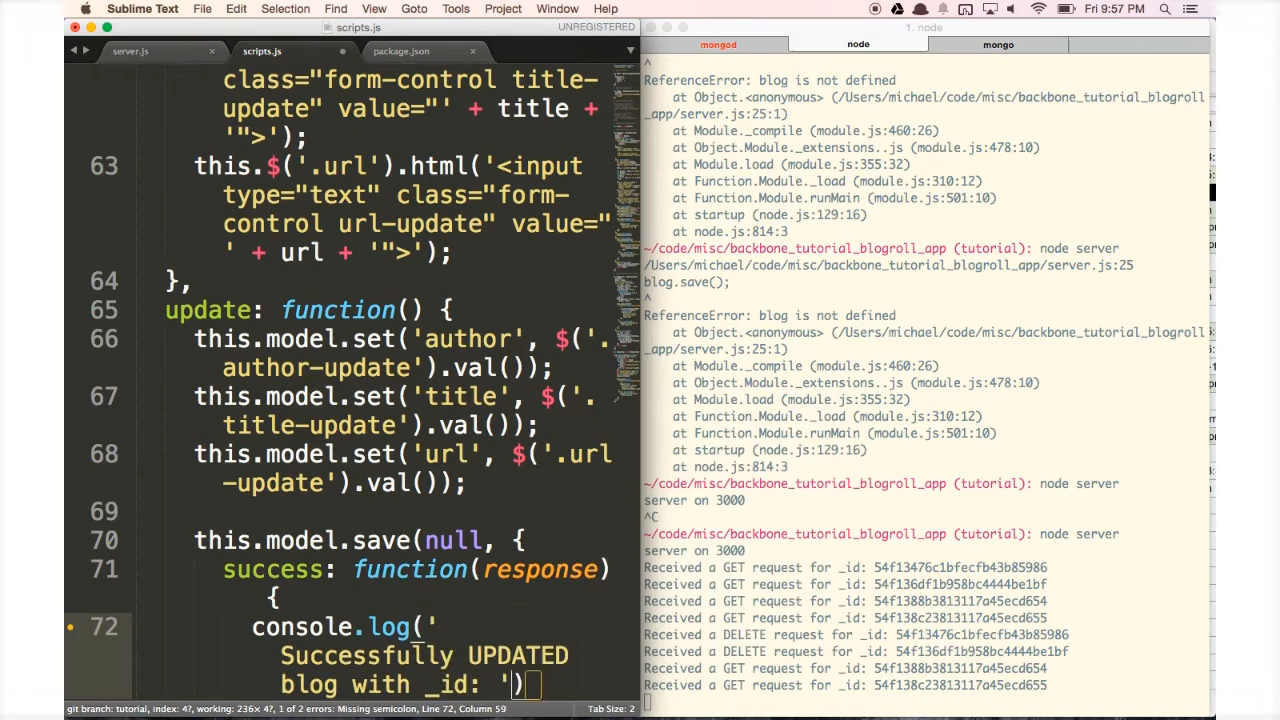 Sublime Text File Edit Selection Find View Goto Tools Project Window Help Fri 9:57 PM
scripts.js UNREGISTERED
server.js × scripts.js package.json ×
class="form-control title-
update" value="' + title +
'">');
63 this.$('.url').html('<input
type="text" class="form-
control url-update" value="
' + url + '">');
64 },
65 update: function() {
66 this.model.set('author', $('.
author-update').val());
67 this.model.set('title', $('.
title-update').val());
68 this.model.set('url', $('.url
-update').val());
69
70 this.model.save(null, {
71 success: function(response)
{
72 console.log('
Successfully UPDATED
blog with _id: ')
git branch: tutorial, index: 4?, working: 236≠ 4?, 1 of 2 errors: Missing semicolon, Line 72, Column 59 Tab Size: 2
1. node
mongod node mongo
^
ReferenceError: blog is not defined
at Object.<anonymous> (/Users/michael/code/misc/backbone_tutorial_blogroll
_app/server.js:25:1)
at Module._compile (module.js:460:26)
at Object.Module._extensions..js (module.js:478:10)
at Module.load (module.js:355:32)
at Function.Module._load (module.js:310:12)
at Function.Module.runMain (module.js:501:10)
at startup (node.js:129:16)
at node.js:814:3
~/code/misc/backbone_tutorial_blogroll_app (tutorial): node server
/Users/michael/code/misc/backbone_tutorial_blogroll_app/server.js:25
blog.save();
^
ReferenceError: blog is not defined
at Object.<anonymous> (/Users/michael/code/misc/backbone_tutorial_blogroll
_app/server.js:25:1)
at Module._compile (module.js:460:26)
at Object.Module._extensions..js (module.js:478:10)
at Module.load (module.js:355:32)
at Function.Module._load (module.js:310:12)
at Function.Module.runMain (module.js:501:10)
at startup (node.js:129:16)
at node.js:814:3
~/code/misc/backbone_tutorial_blogroll_app (tutorial): node server
server on 3000
^C
~/code/misc/backbone_tutorial_blogroll_app (tutorial): node server
server on 3000
Received a GET request for _id: 54f13476c1bfecfb43b85986
Received a GET request for _id: 54f136df1b958bc4444be1bf
Received a GET request for _id: 54f1388b3813117a45ecd654
Received a GET request for _id: 54f138c23813117a45ecd655
Received a DELETE request for _id: 54f13476c1bfecfb43b85986
Received a DELETE request for _id: 54f136df1b958bc4444be1bf
Received a GET request for _id: 54f1388b3813117a45ecd654
Received a GET request for _id: 54f138c23813117a45ecd655